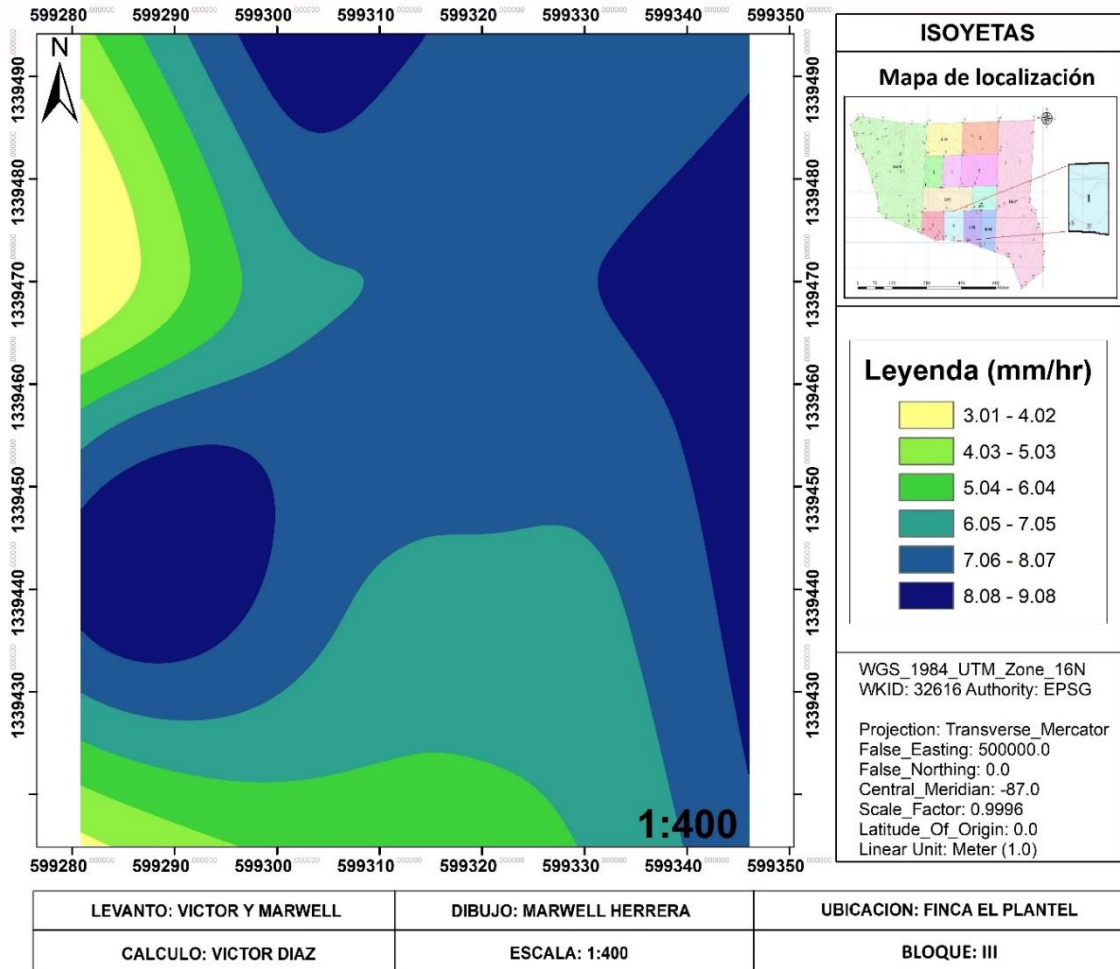 599280 599290 599300 599310 599320 599330 599340 599350
N
1339490
1339480
1339470
1339460
1339450
1339440
1339430
1339490
1339480
1339470
1339460
1339450
1339440
1339430
1:400
599280 599290 599300 599310 599320 599330 599340 599350
ISOYETAS
Mapa de localización
1
Leyenda (mm/hr)
3.01 - 4.02
4.03 - 5.03
5.04 - 6.04
6.05 - 7.05
7.06 - 8.07
8.08 - 9.08
WGS_1984_UTM_Zone_16N
WKID: 32616 Authority: EPSG
Projection: Transverse_Mercator
False_Easting: 500000.0
False_Northing: 0.0
Central_Meridian: -87.0
Scale_Factor: 0.9996
Latitude_Of_Origin: 0.0
Linear Unit: Meter (1.0)
LEVANTO: VICTOR Y MARWELL DIBUJO: MARWELL HERRERA UBICACION: FINCA EL PLANTEL
CALCULO: VICTOR DIAZ ESCALA: 1:400 BLOQUE: III